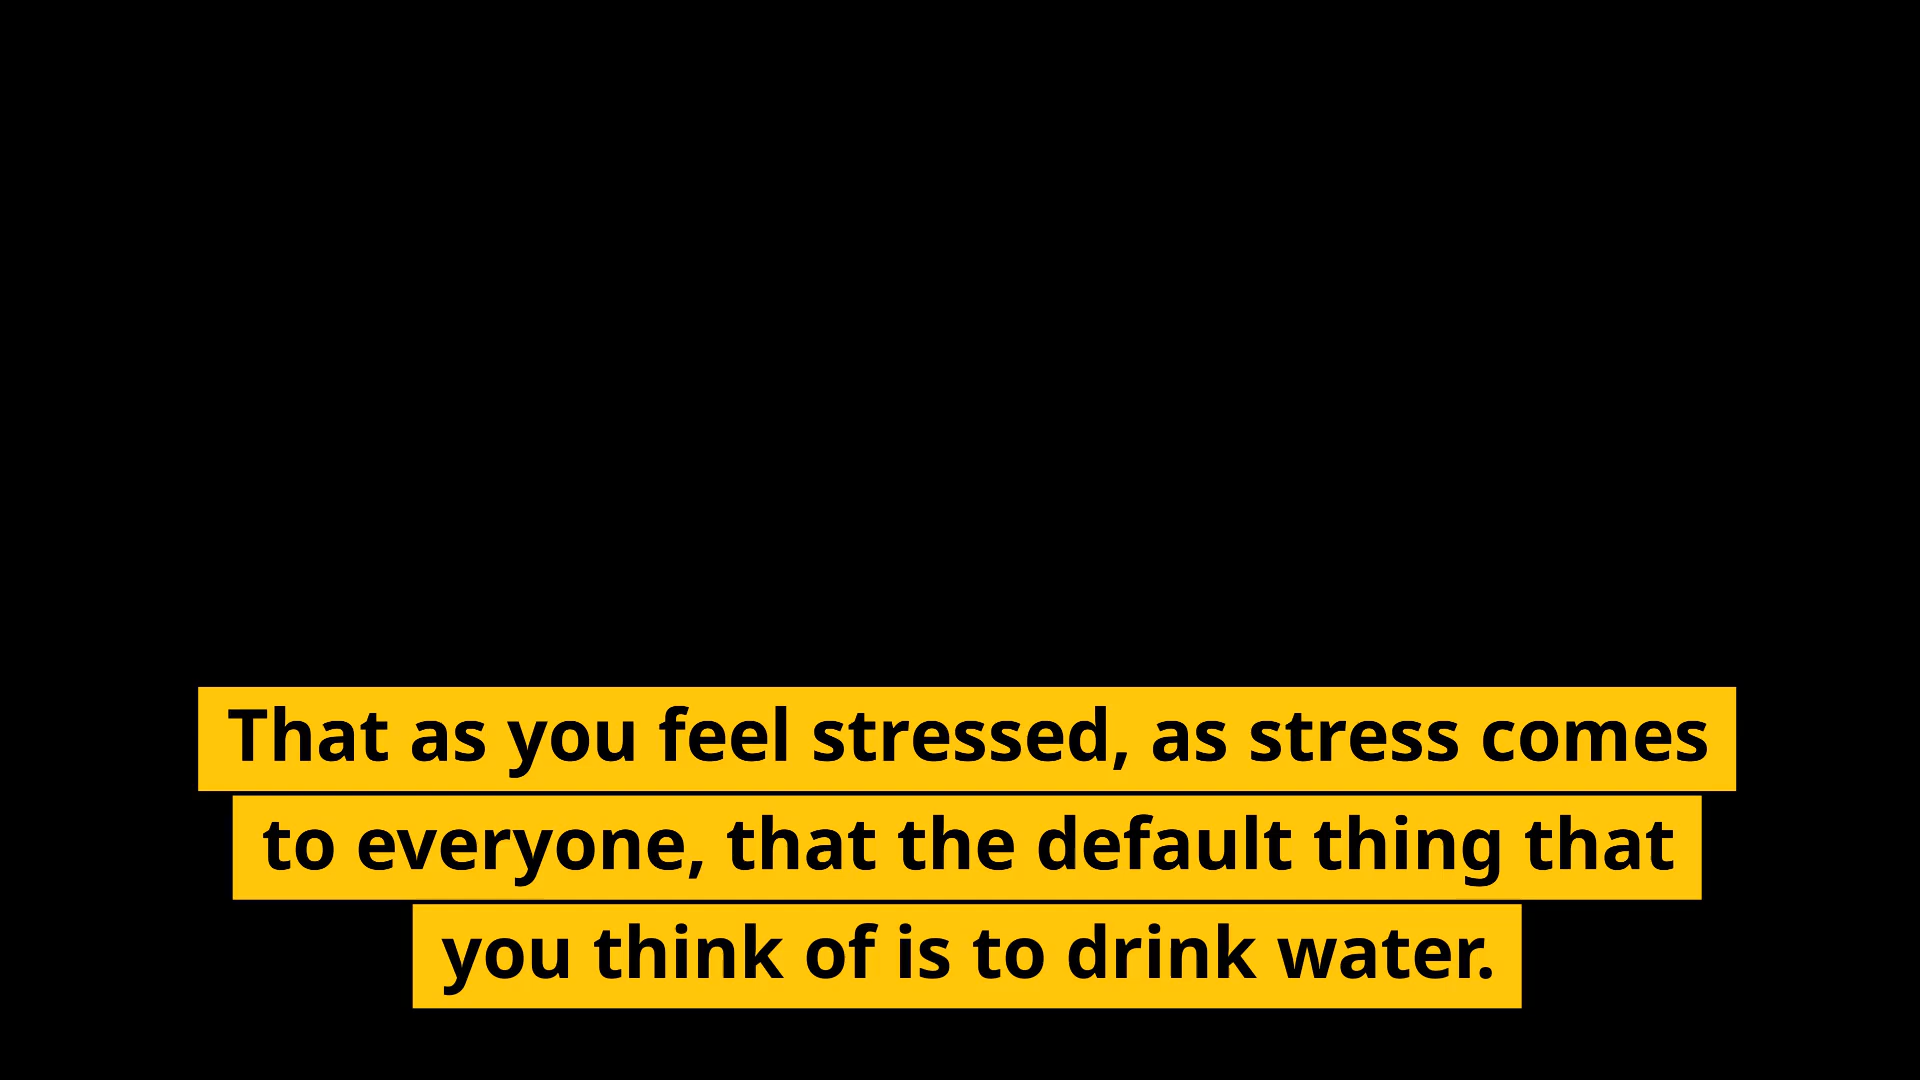 That as you feel stressed, as stress comes
to everyone, that the default thing that
you think of is to drink water.